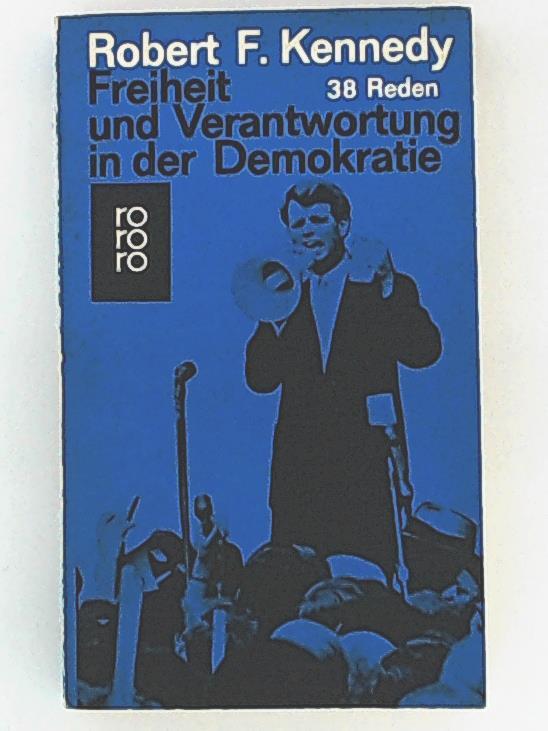 Robert F. Kennedy
Freiheit
38 Reden
und Verantwortung
in der Demokratie
ro
ro
ro